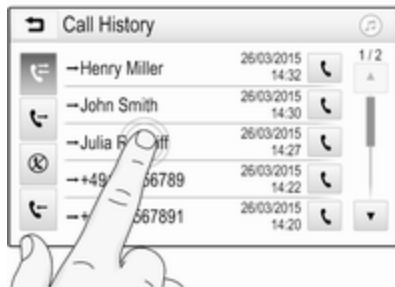 Call History
1/2
→Henry Miller 26/03/2015 14:32
→John Smith 26/03/2015 14:30
→Julia 26/03/2015 14:27
26/03/2015 14:22
26/03/2015 14:20